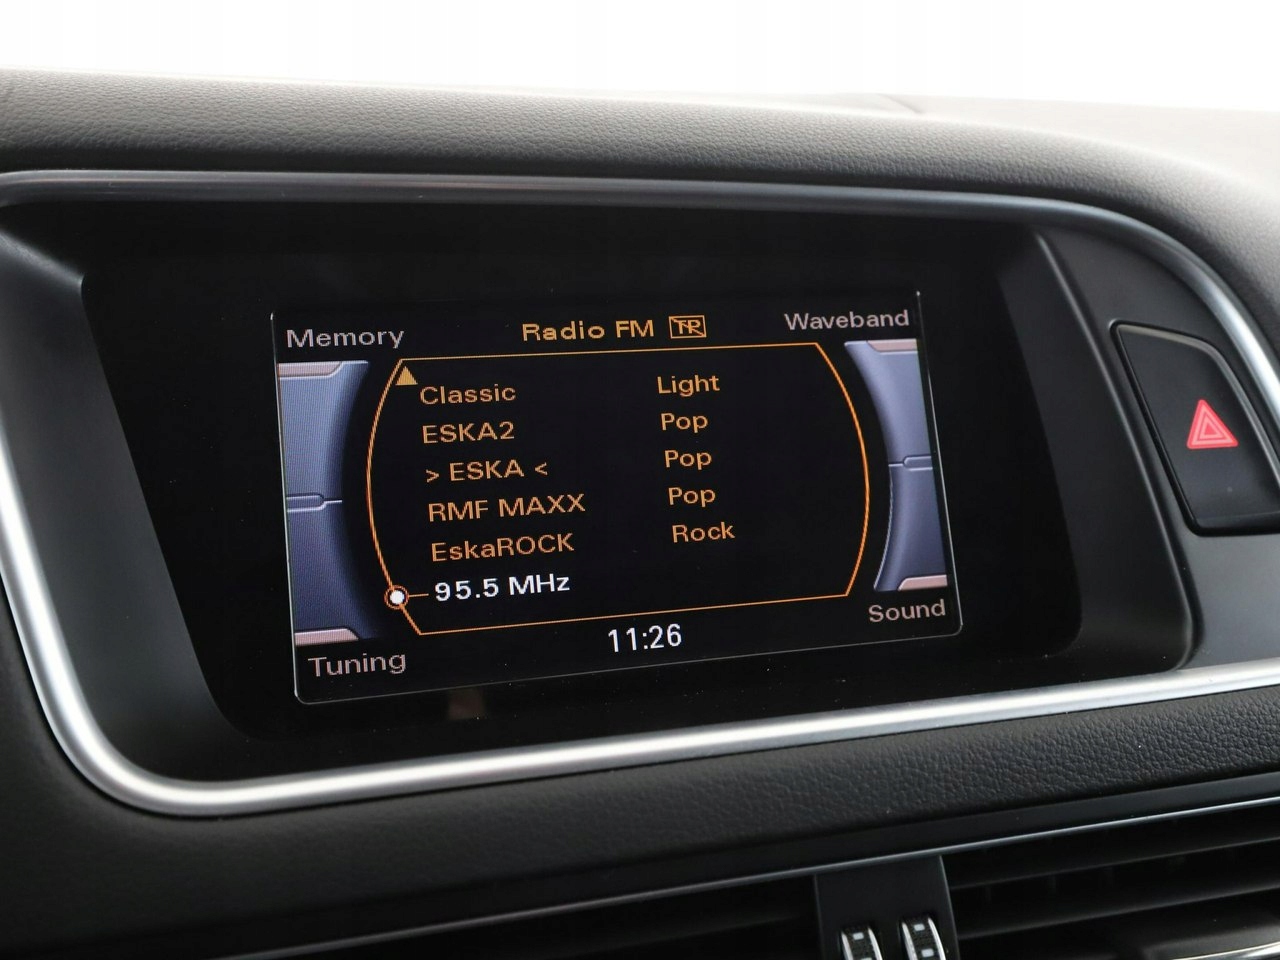 Memory Radio FM TP Waveband
Classic Light
ESKA2 Pop
> ESKA < Pop
RMF MAXX Pop
EskaROCK Rock
95.5 MHz
Tuning 11:26 Sound